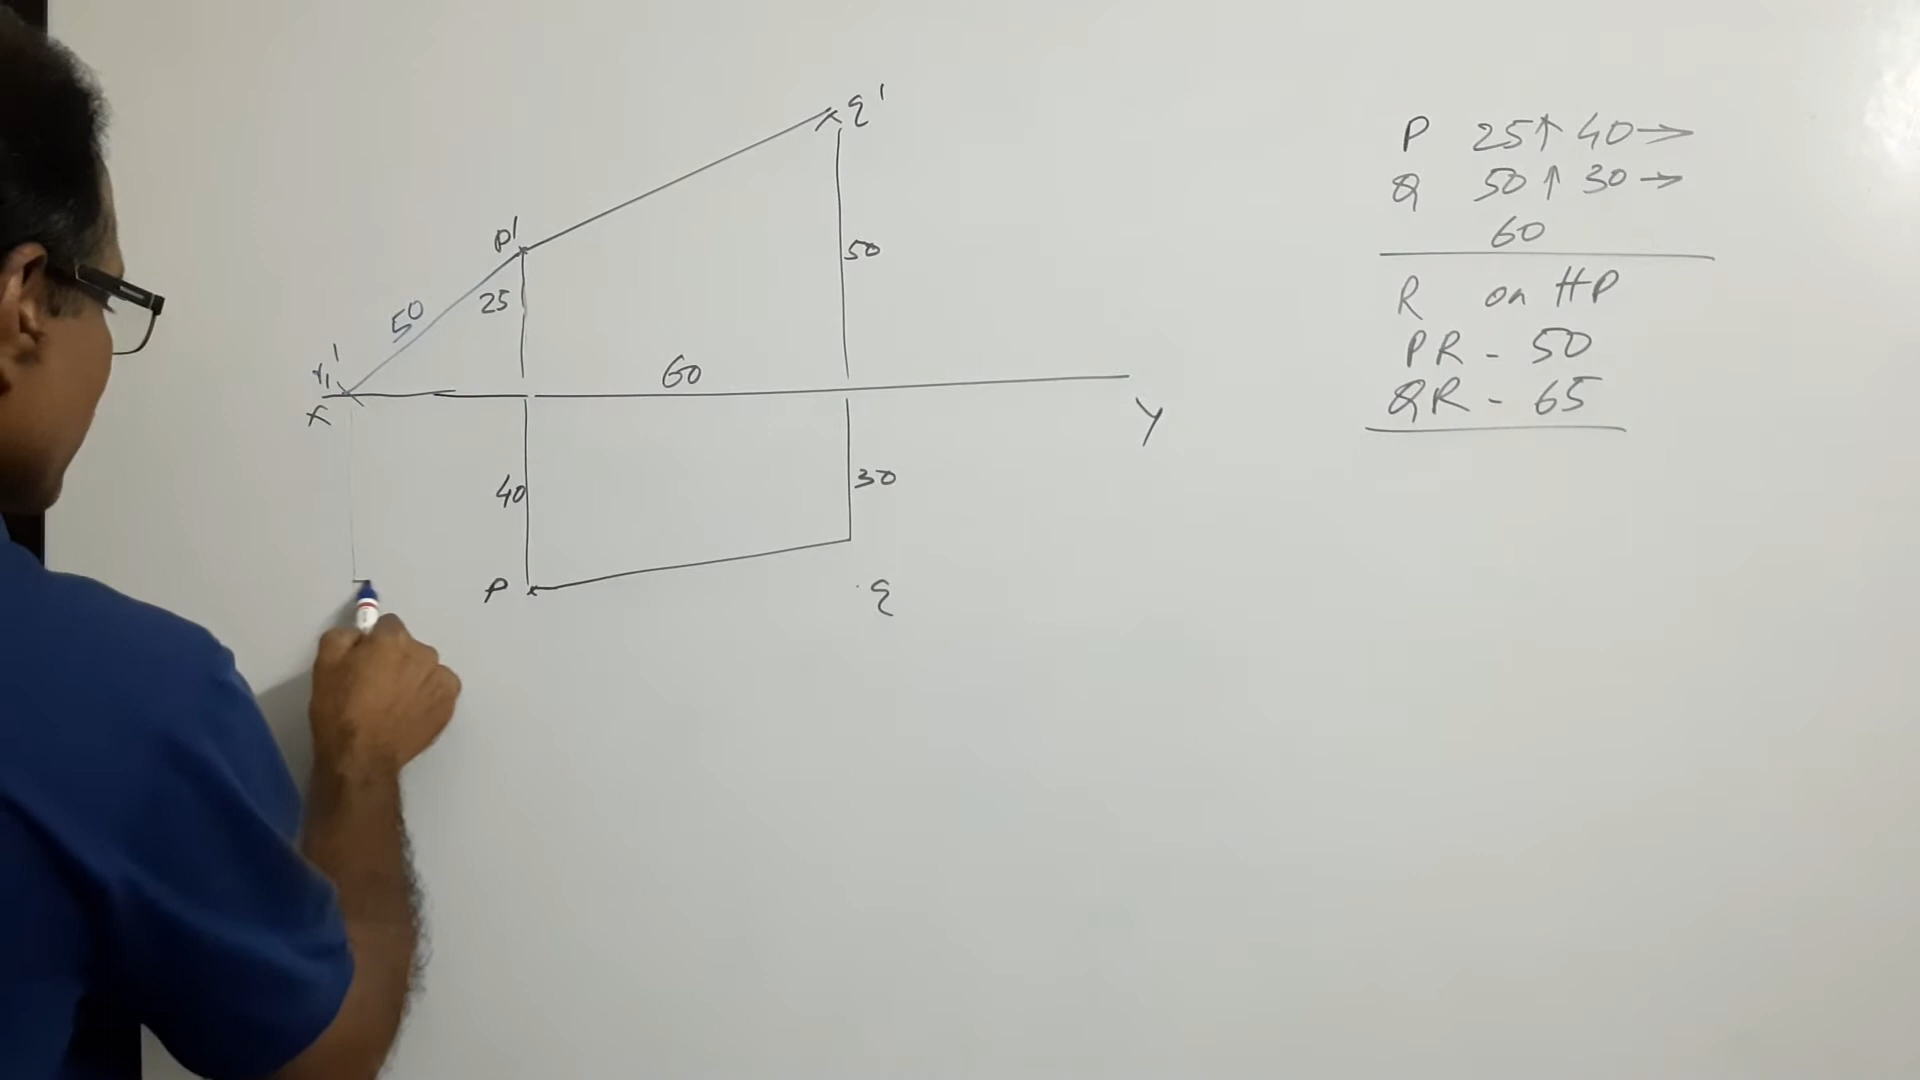 q'
p'
50
25
50
r1'
60
X
Y
40
30
P
q
P 25↑ 40→
Q 50↑ 30→
60
R on HP
PR - 50
QR - 65